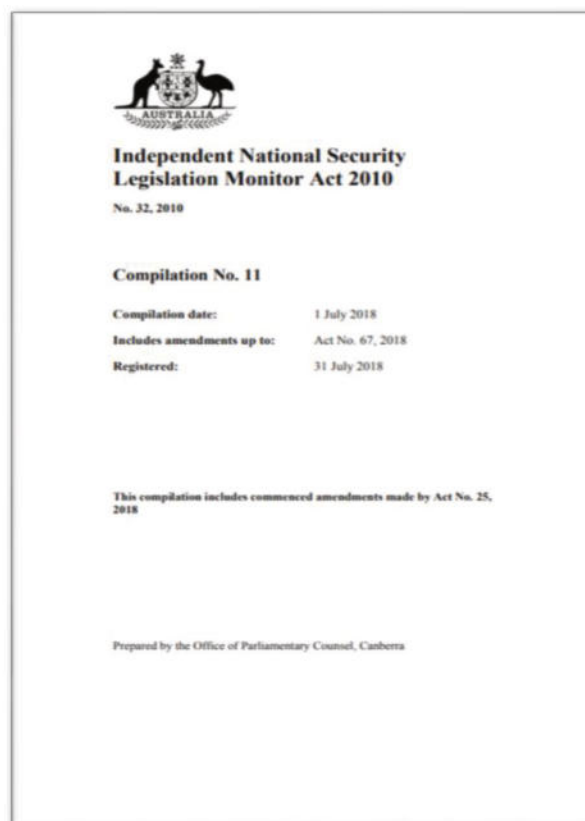 AUSTRALIA
Independent National Security
Legislation Monitor Act 2010
No. 32, 2010
Compilation No. 11
Compilation date: 1 July 2018
Includes amendments up to: Act No. 67, 2018
Registered: 31 July 2018
This compilation includes commenced amendments made by Act No. 25,
2018
Prepared by the Office of Parliamentary Counsel, Canberra